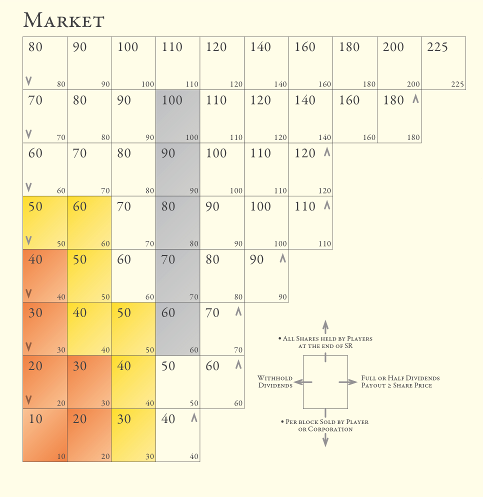 Market
80 90 100 110 120 140 160 180 200 225
80 90 100 110 120 140 160 180 200 225
70 80 90 100 110 120 140 160 180
70 80 90 100 110 120 140 160 180
60 70 80 90 100 110 120
60 70 80 90 100 110 120
50 60 70 80 90 100 110
50 60 70 80 90 100 110
40 50 60 70 80 90
40 50 60 70 80 90
30 40 50 60 70
30 40 50 60 70
20 30 40 50 60
20 30 40 50 60
10 20 30 40
10 20 30 40
• All Shares held by Players
at the end of SR
Withhold
Dividends
Full or Half Dividends
Payout ≥ Share Price
• Per block Sold by Player
or Corporation